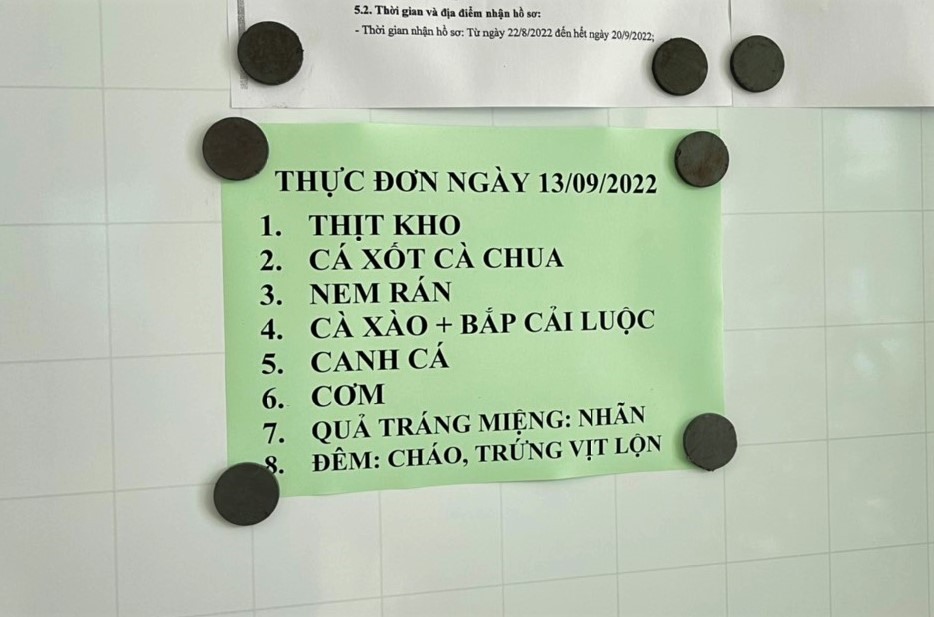 5.2. Thời gian và địa điểm nhận hồ sơ:
- Thời gian nhận hồ sơ: Từ ngày 22/8/2022 đến hết ngày 20/9/2022;
THỰC ĐƠN NGÀY 13/09/2022
1. THỊT KHO
2. CÁ XỐT CÀ CHUA
3. NEM RÁN
4. CÀ XÀO + BẮP CẢI LUỘC
5. CANH CÁ
6. CƠM
7. QUẢ TRÁNG MIỆNG: NHÃN
8. ĐÊM: CHÁO, TRỨNG VỊT LỘN